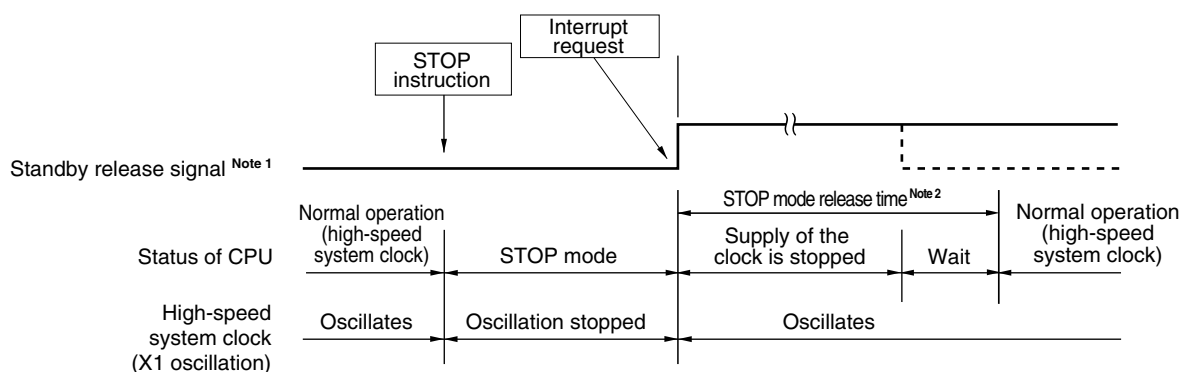 Interrupt
request
STOP
instruction
Standby release signal Note 1
STOP mode release time Note 2
Normal operation
(high-speed
system clock)
Supply of the
clock is stopped
Normal operation
(high-speed
system clock)
Status of CPU
STOP mode
Wait
High-speed
system clock
(X1 oscillation)
Oscillates
Oscillation stopped
Oscillates